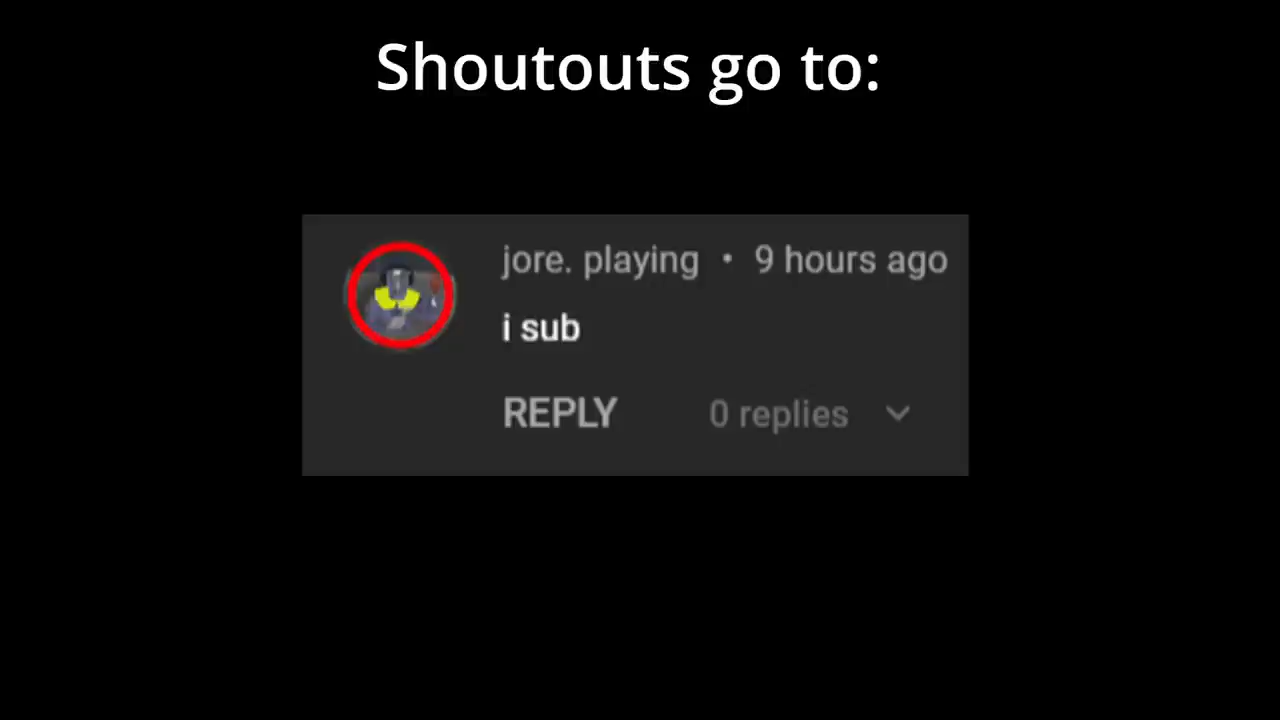 Shoutouts go to:
jore. playing • 9 hours ago
i sub
REPLY 0 replies